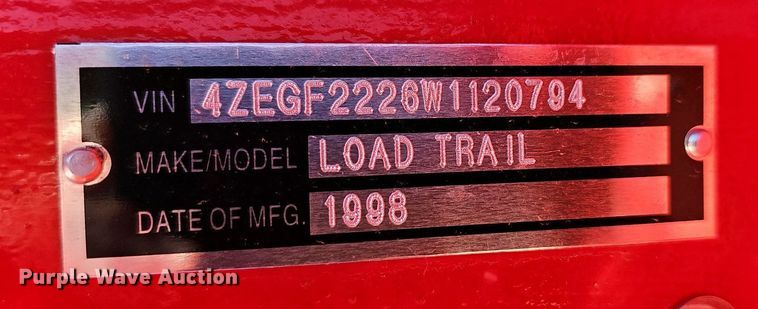 VIN 4ZEGF2226W1120794
MAKE/MODEL LOAD TRAIL
DATE OF MFG. 1998
Purple Wave Auction